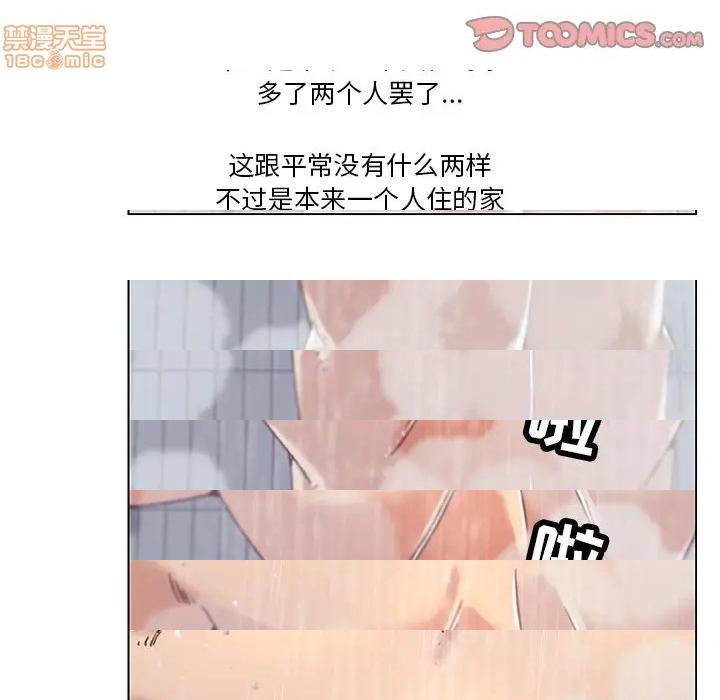 禁漫天堂
18comic
TOOMICS.COM
多了两个人罢了...
这跟平常没有什么两样
不过是本来一个人住的家
啦
啦